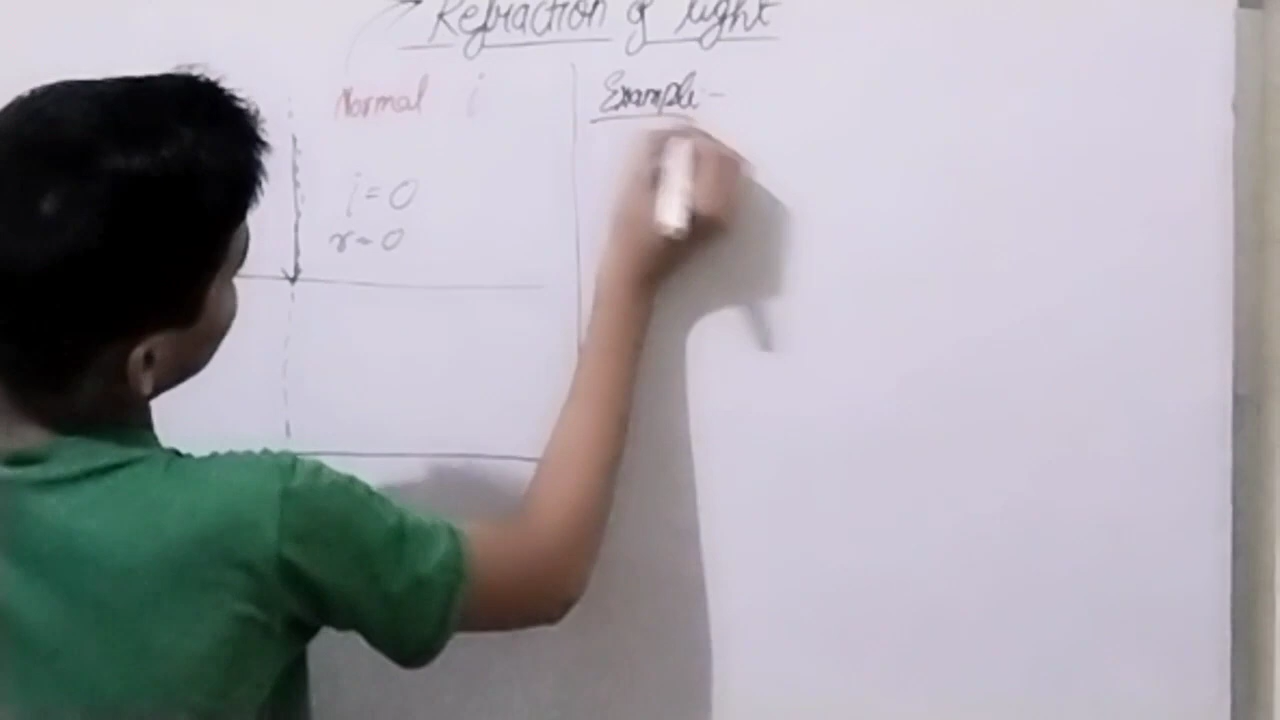 Refraction of light
Normal i
i = 0
r = 0
Example -